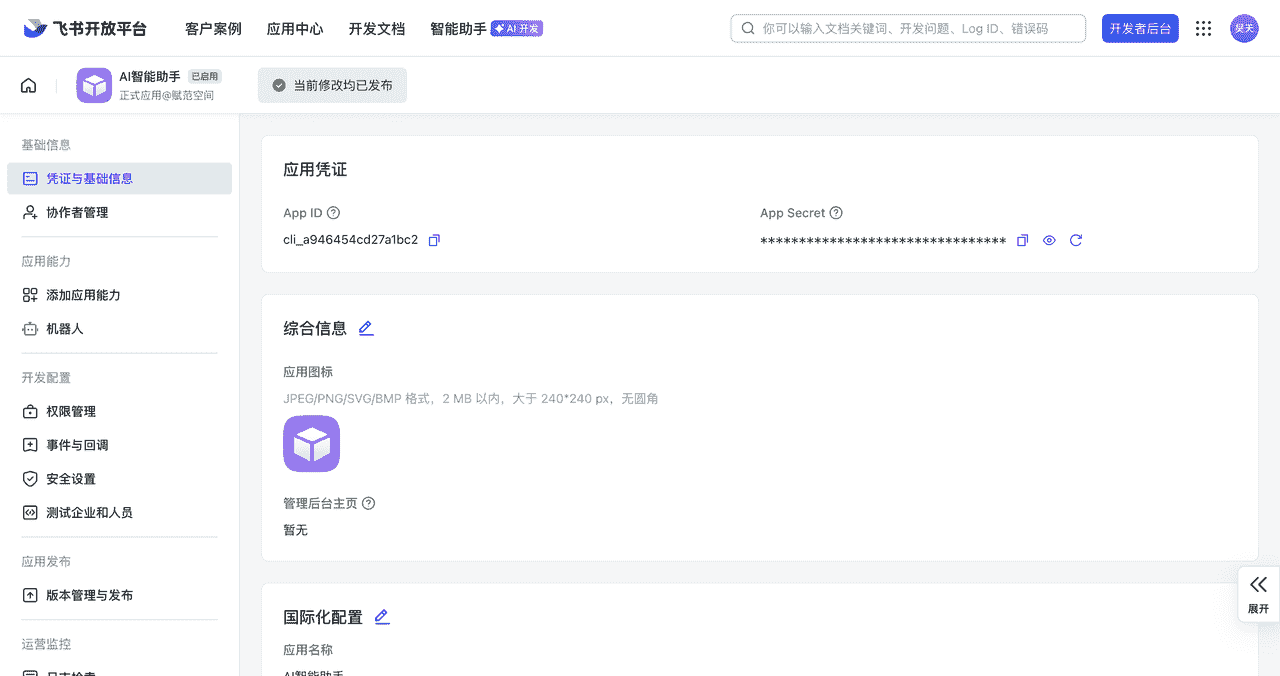 飞书开放平台
客户案例
应用中心
开发文档
智能助手
AI 开发
你可以输入文档关键词、开发问题、Log ID、错误码
开发者后台
昊天
AI智能助手
已启用
正式应用@赋范空间
当前修改均已发布
基础信息
凭证与基础信息
协作者管理
应用能力
添加应用能力
机器人
开发配置
权限管理
事件与回调
安全设置
测试企业和人员
应用发布
版本管理与发布
运营监控
日志检索
应用凭证
App ID
cli_a946454cd27a1bc2
App Secret
********************************
综合信息
应用图标
JPEG/PNG/SVG/BMP 格式，2 MB 以内，大于 240*240 px，无圆角
管理后台主页
暂无
国际化配置
应用名称
AI智能助手
展开